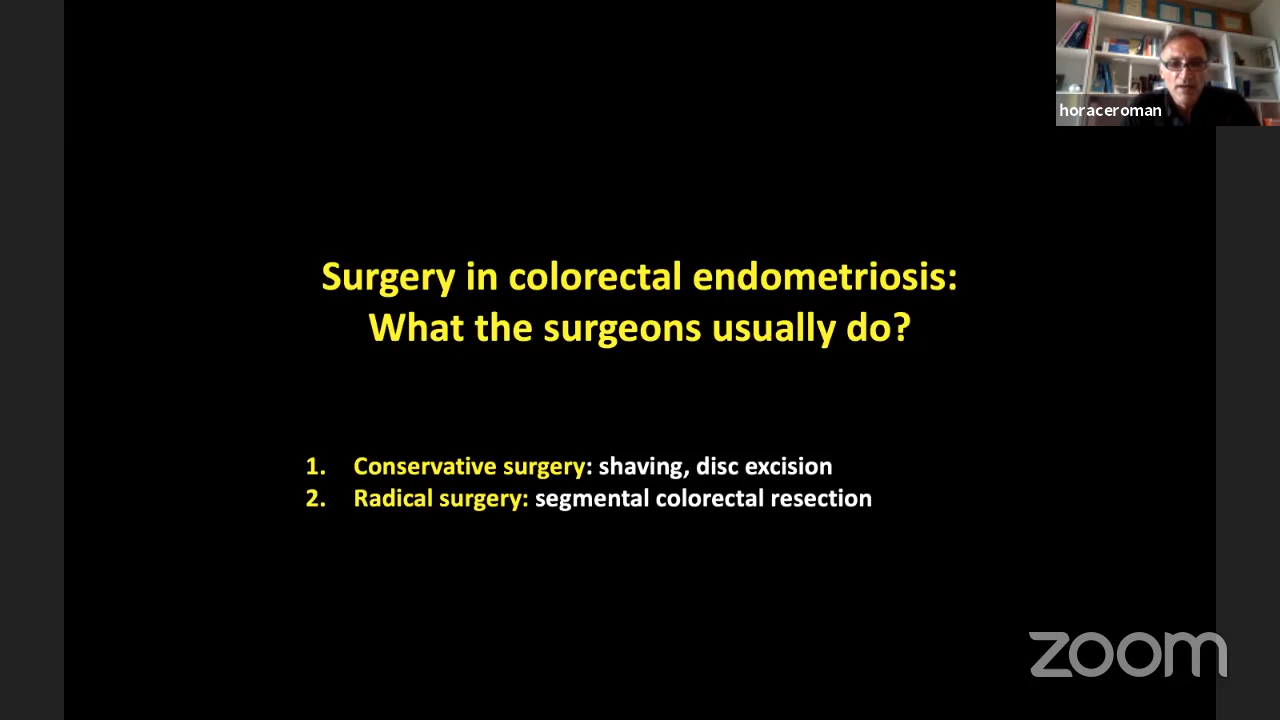 horaceroman
Surgery in colorectal endometriosis:
What the surgeons usually do?
1. Conservative surgery: shaving, disc excision
2. Radical surgery: segmental colorectal resection
zoom